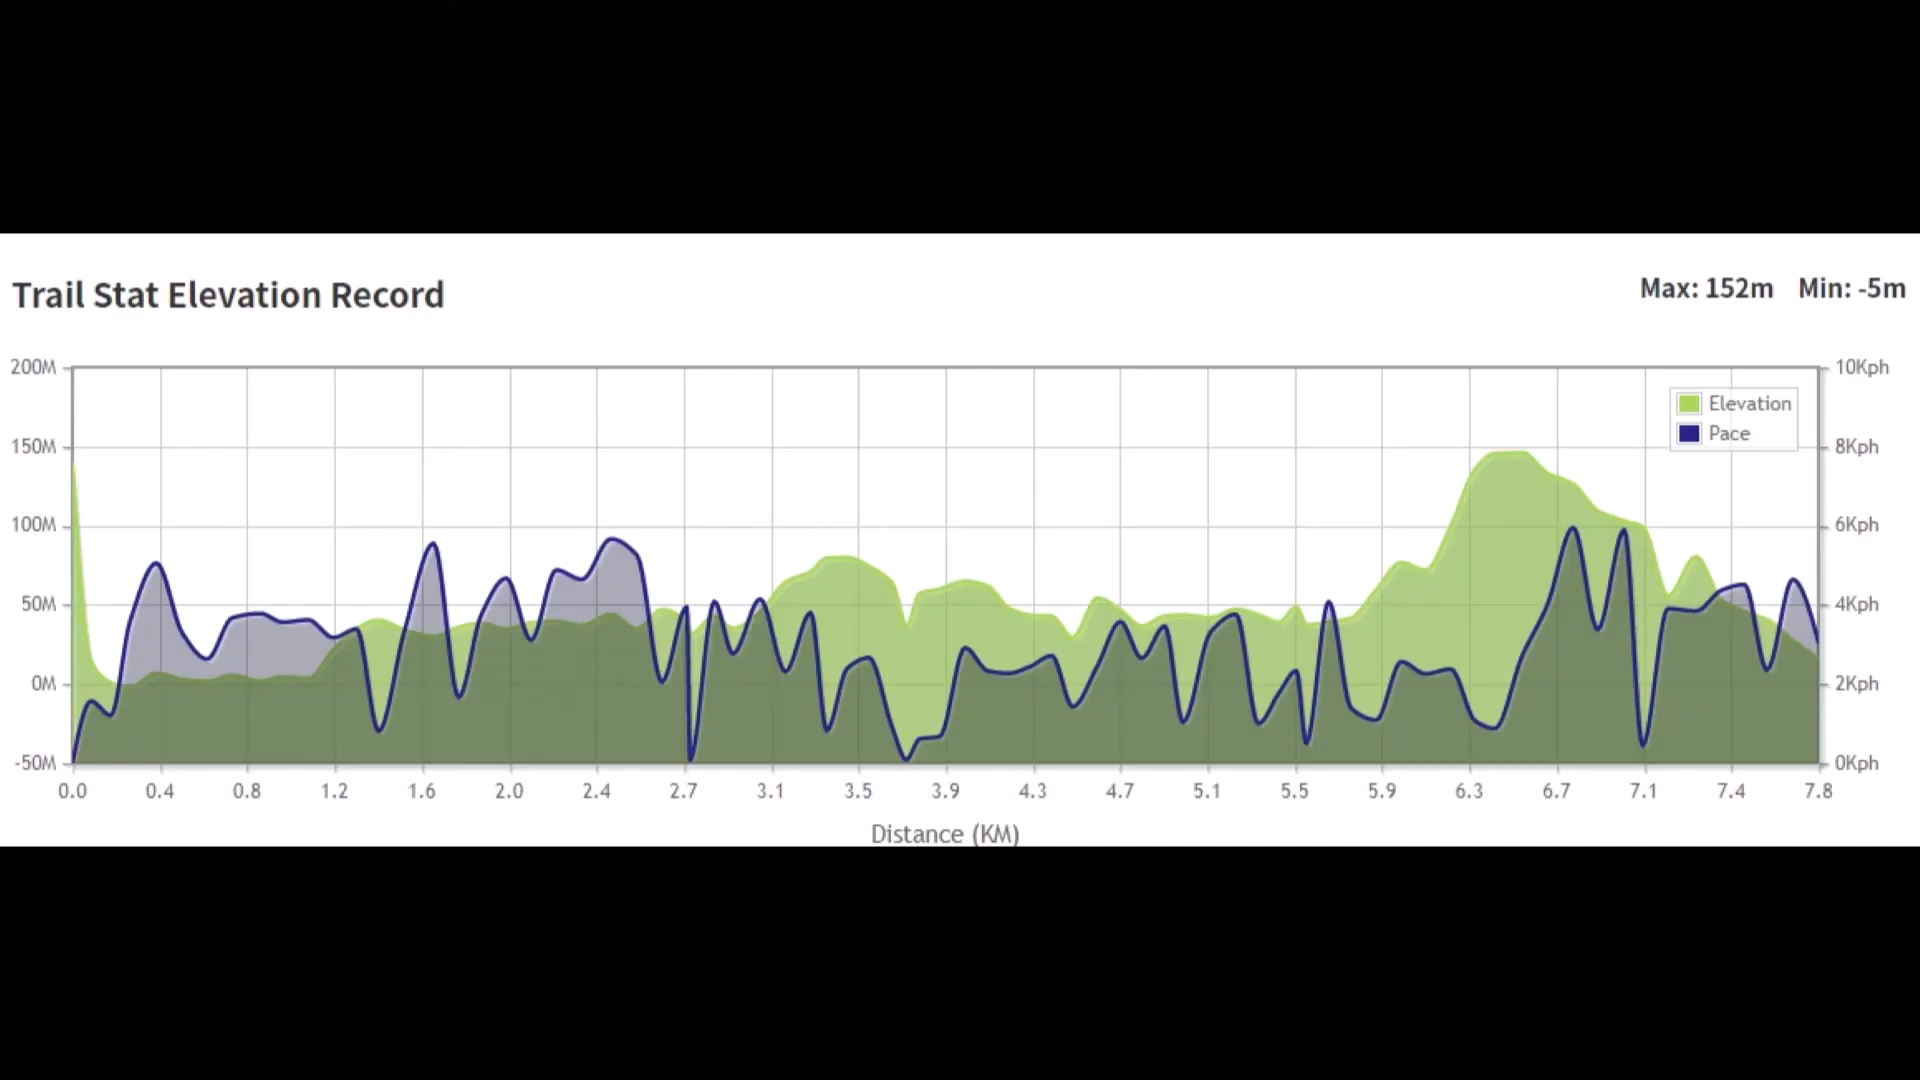 Trail Stat Elevation Record
Max: 152m Min: -5m
200M
150M
100M
50M
0M
-50M
10Kph
8Kph
6Kph
4Kph
2Kph
0Kph
Elevation
Pace
0.0 0.4 0.8 1.2 1.6 2.0 2.4 2.7 3.1 3.5 3.9 4.3 4.7 5.1 5.5 5.9 6.3 6.7 7.1 7.4 7.8
Distance (KM)